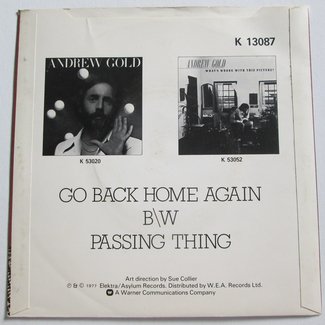 K 13087
ANDREW GOLD
ANDREW GOLD
WHAT'S WRONG WITH THIS PICTURE?
K 53020
K 53052
GO BACK HOME AGAIN
B\W
PASSING THING
Art direction by Sue Collier
℗ & © 1977 Elektra/Asylum Records. Distributed by W.E.A. Records Ltd.
A Warner Communications Company